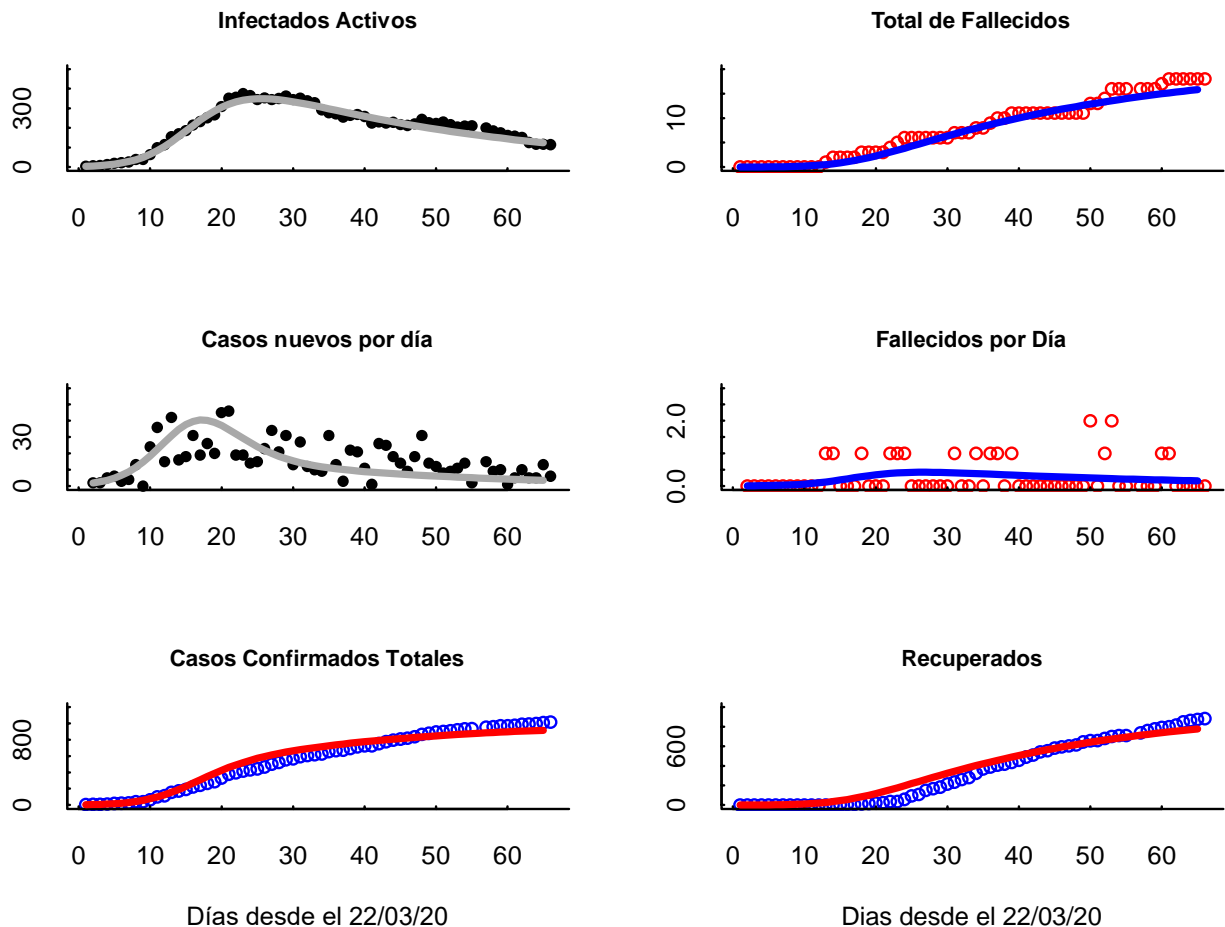 Infectados Activos
300
0
0 10 20 30 40 50 60
Total de Fallecidos
10
0
0 10 20 30 40 50 60
Casos nuevos por día
30
0
0 10 20 30 40 50 60
Fallecidos por Día
2.0
0.0
0 10 20 30 40 50 60
Casos Confirmados Totales
800
0
0 10 20 30 40 50 60
Días desde el 22/03/20
Recuperados
600
0
0 10 20 30 40 50 60
Dias desde el 22/03/20